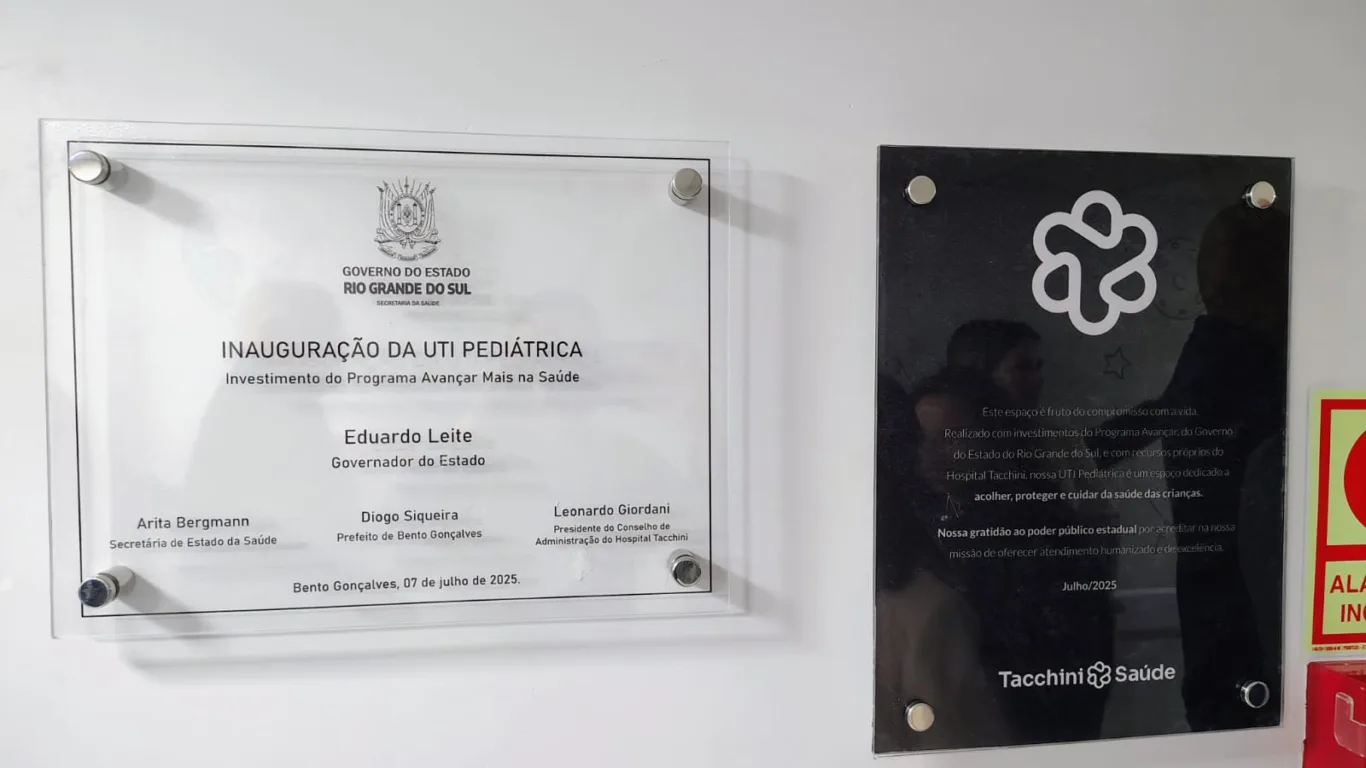 GOVERNO DO ESTADO
RIO GRANDE DO SUL
SECRETARIA DA SAÚDE
INAUGURAÇÃO DA UTI PEDIÁTRICA
Investimento do Programa Avançar Mais na Saúde
Eduardo Leite
Governador do Estado
Arita Bergmann
Secretária de Estado da Saúde
Diogo Siqueira
Prefeito de Bento Gonçalves
Leonardo Giordani
Presidente do Conselho de
Administração do Hospital Tacchini
Bento Gonçalves, 07 de julho de 2025.
Este espaço é fruto do compromisso com a vida.
Realizado com investimentos do Programa Avançar, do Governo
do Estado do Rio Grande do Sul, e com recursos próprios do
Hospital Tacchini, nossa UTI Pediátrica é um espaço dedicado a
acolher, proteger e cuidar da saúde das crianças.
Nossa gratidão ao poder público estadual por acreditar na nossa
missão de oferecer atendimento humanizado e de excelência.
Julho/2025
Tacchini Saúde
ALA
INC